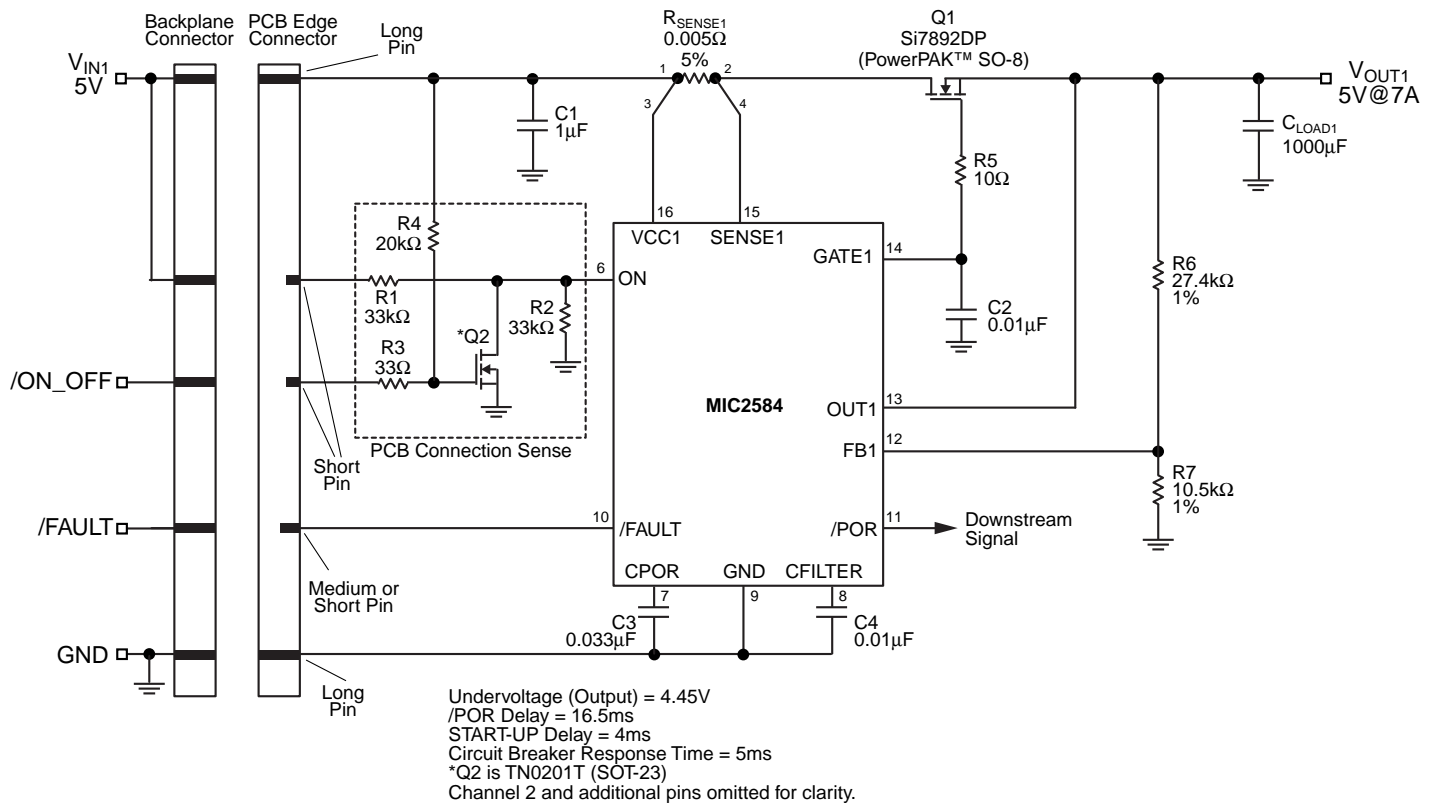 Backplane
Connector
PCB Edge
Connector
Long
Pin
R_SENSE1
0.005Ω
5%
Q1
Si7892DP
(PowerPAK™ SO-8)
V_IN1
5V
1
2
3
4
V_OUT1
5V@7A
C1
1µF
C_LOAD1
1000µF
R5
10Ω
R4
20kΩ
16
15
VCC1
SENSE1
GATE1
14
6
ON
R1
33kΩ
R2
33kΩ
R6
27.4kΩ
1%
C2
0.01µF
*Q2
R3
33Ω
/ON_OFF
MIC2584
OUT1
13
FB1
12
PCB Connection Sense
Short
Pin
R7
10.5kΩ
1%
/FAULT
10
/FAULT
/POR
11
Downstream
Signal
CPOR
GND
CFILTER
Medium or
Short Pin
7
9
8
C3
0.033µF
C4
0.01µF
GND
Long
Pin
Undervoltage (Output) = 4.45V
/POR Delay = 16.5ms
START-UP Delay = 4ms
Circuit Breaker Response Time = 5ms
*Q2 is TN0201T (SOT-23)
Channel 2 and additional pins omitted for clarity.